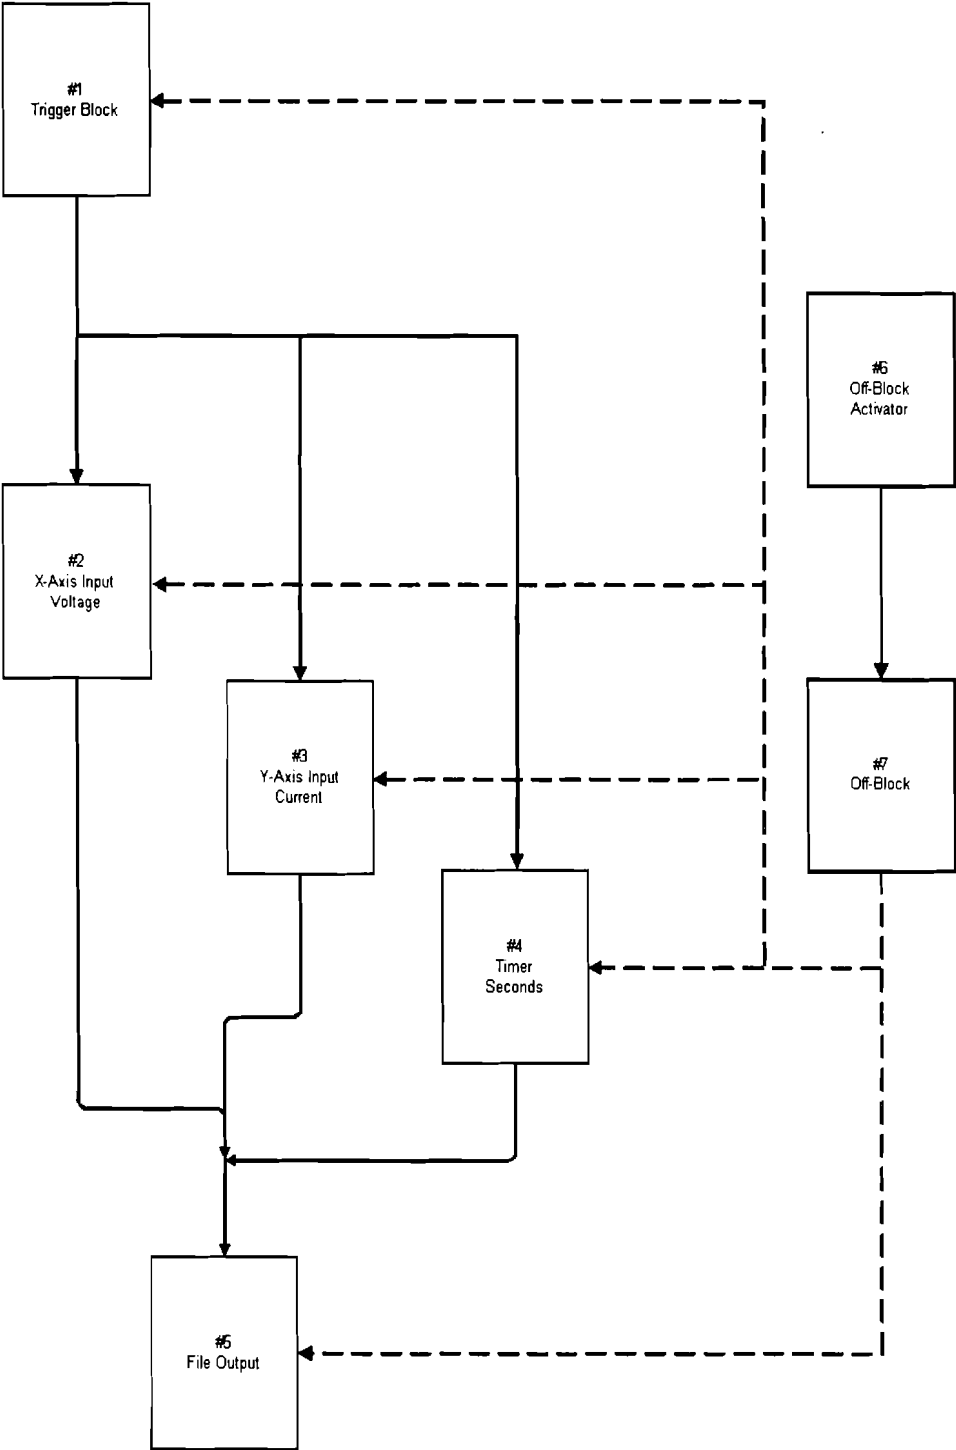 #1
Trigger Block
#6
Off-Block
Activator
#2
X-Axis Input
Voltage
#3
Y-Axis Input
Current
#7
Off-Block
#4
Timer
Seconds
#5
File Output